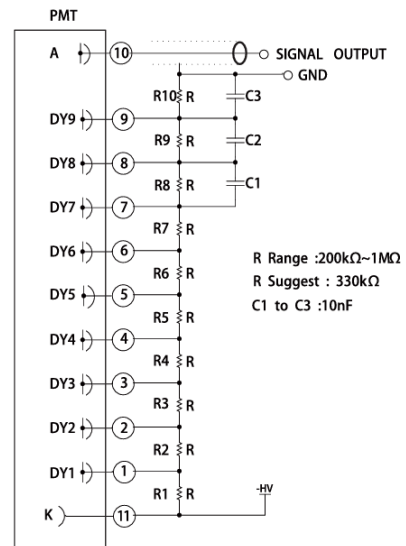 PMT
A 10 SIGNAL OUTPUT
GND
R10 R C3
DY9 9
R9 R C2
DY8 8
R8 R C1
DY7 7
R7 R
DY6 6
R Range :200kΩ~1MΩ
R6 R
R Suggest : 330kΩ
DY5 5
C1 to C3 :10nF
R5 R
DY4 4
R4 R
DY3 3
R3 R
DY2 2
R2 R
DY1 1
R1 R -HV
K 11